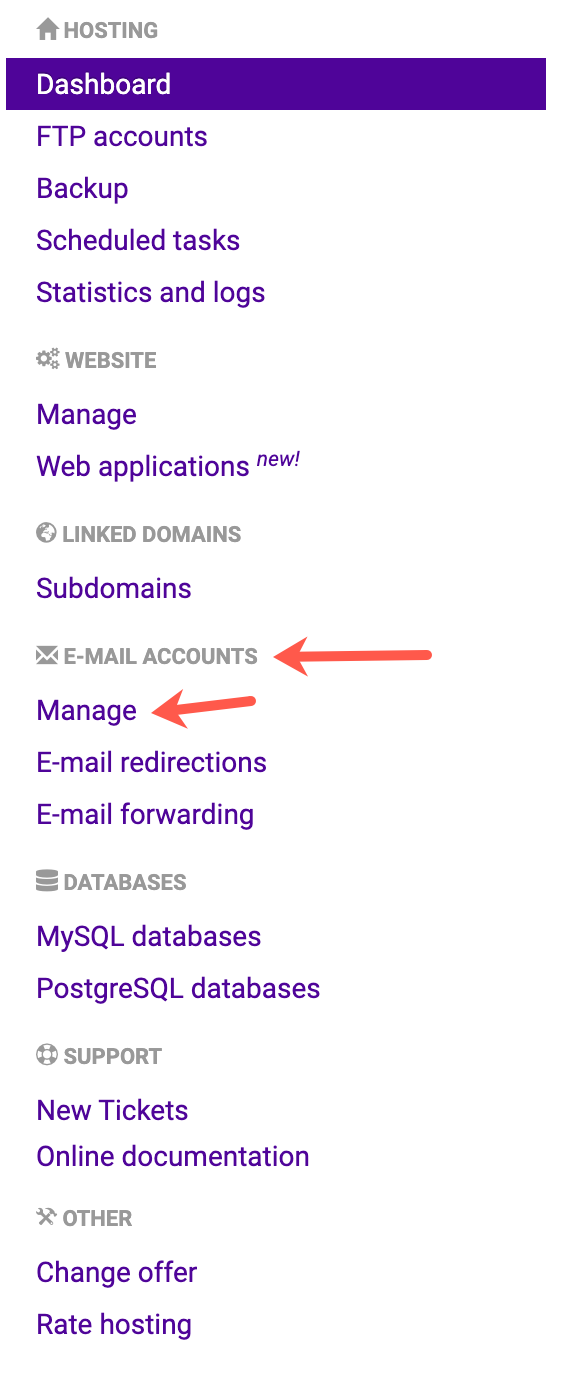 HOSTING
Dashboard
FTP accounts
Backup
Scheduled tasks
Statistics and logs
WEBSITE
Manage
Web applications new!
LINKED DOMAINS
Subdomains
E-MAIL ACCOUNTS
Manage
E-mail redirections
E-mail forwarding
DATABASES
MySQL databases
PostgreSQL databases
SUPPORT
New Tickets
Online documentation
OTHER
Change offer
Rate hosting